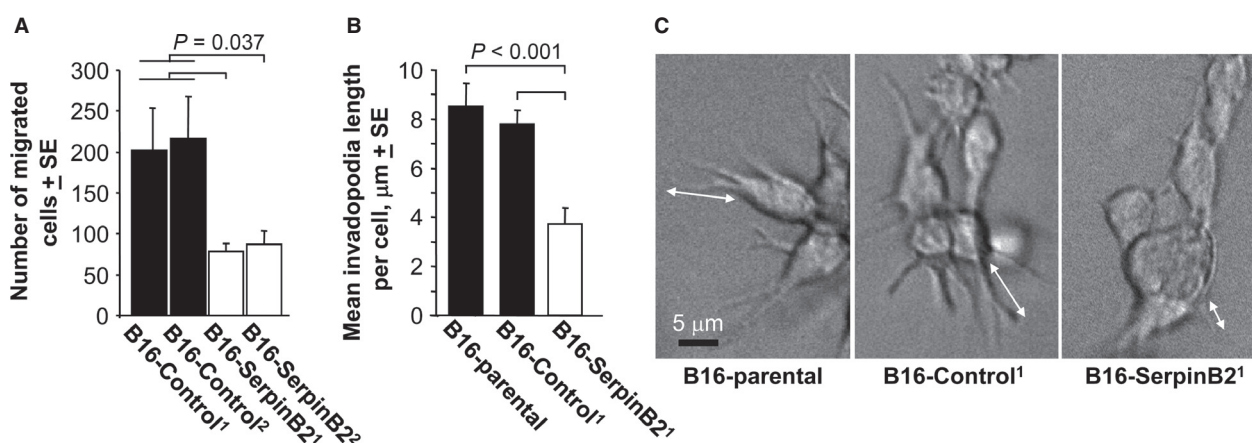 A
P = 0.037
Number of migrated
cells ± SE
300
250
200
150
100
50
0
B16-Control¹
B16-Control²
B16-SerpinB2¹
B16-SerpinB2²
B
P < 0.001
Mean invadopodia length
per cell, μm ± SE
10
8
6
4
2
0
B16-parental
B16-Control¹
B16-SerpinB2¹
C
5 μm
B16-parental
B16-Control¹
B16-SerpinB2¹